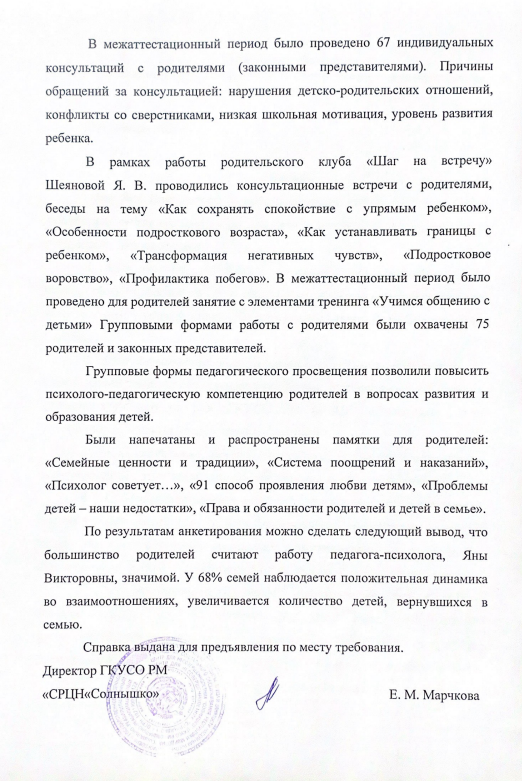 В межаттестационный период было проведено 67 индивидуальных
консультаций с родителями (законными представителями). Причины
обращений за консультацией: нарушения детско-родительских отношений,
конфликты со сверстниками, низкая школьная мотивация, уровень развития
ребенка.
В рамках работы родительского клуба «Шаг на встречу»
Шеяновой Я. В. проводились консультационные встречи с родителями,
беседы на тему «Как сохранять спокойствие с упрямым ребенком»,
«Особенности подросткового возраста», «Как устанавливать границы с
ребенком», «Трансформация негативных чувств», «Подростковое
воровство», «Профилактика побегов». В межаттестационный период было
проведено для родителей занятие с элементами тренинга «Учимся общению с
детьми» Групповыми формами работы с родителями были охвачены 75
родителей и законных представителей.
Групповые формы педагогического просвещения позволили повысить
психолого-педагогическую компетенцию родителей в вопросах развития и
образования детей.
Были напечатаны и распространены памятки для родителей:
«Семейные ценности и традиции», «Система поощрений и наказаний»,
«Психолог советует…», «91 способ проявления любви детям», «Проблемы
детей – наши недостатки», «Права и обязанности родителей и детей в семье».
По результатам анкетирования можно сделать следующий вывод, что
большинство родителей считают работу педагога-психолога, Яны
Викторовны, значимой. У 68% семей наблюдается положительная динамика
во взаимоотношениях, увеличивается количество детей, вернувшихся в
семью.
Справка выдана для предъявления по месту требования.
Директор ГКУСО РМ
«СРЦН«Солнышко» Е. М. Марчкова